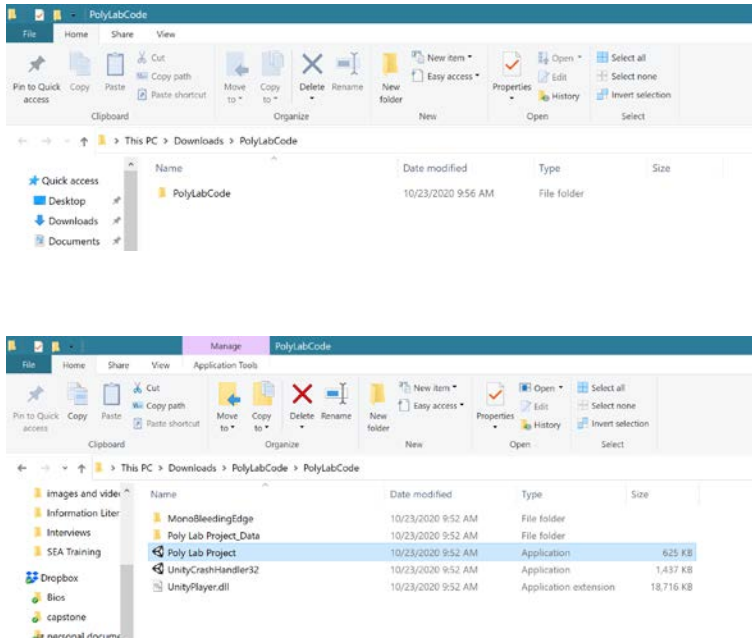 PolyLabCode
File Home Share View
Pin to Quick access
Copy
Paste
Cut
Copy path
Paste shortcut
Move to
Copy to
Delete
Rename
New folder
New item
Easy access
Properties
Open
Edit
History
Select all
Select none
Invert selection
Clipboard Organize New Open Select
This PC > Downloads > PolyLabCode
Name Date modified Type Size
Quick access
Desktop
Downloads
Documents
PolyLabCode 10/23/2020 9:56 AM File folder
Manage PolyLabCode
File Home Share View Application Tools
Pin to Quick access
Copy
Paste
Cut
Copy path
Paste shortcut
Move to
Copy to
Delete
Rename
New folder
New item
Easy access
Properties
Open
Edit
History
Select all
Select none
Invert selection
Clipboard Organize New Open Select
This PC > Downloads > PolyLabCode > PolyLabCode
images and vide
Information Liter
Interviews
SEA Training
Dropbox
Bios
capstone
personal docume
Name Date modified Type Size
MonoBleedingEdge 10/23/2020 9:52 AM File folder
Poly Lab Project_Data 10/23/2020 9:52 AM File folder
Poly Lab Project 10/23/2020 9:52 AM Application 625 KB
UnityCrashHandler32 10/23/2020 9:52 AM Application 1,437 KB
UnityPlayer.dll 10/23/2020 9:52 AM Application extension 18,716 KB